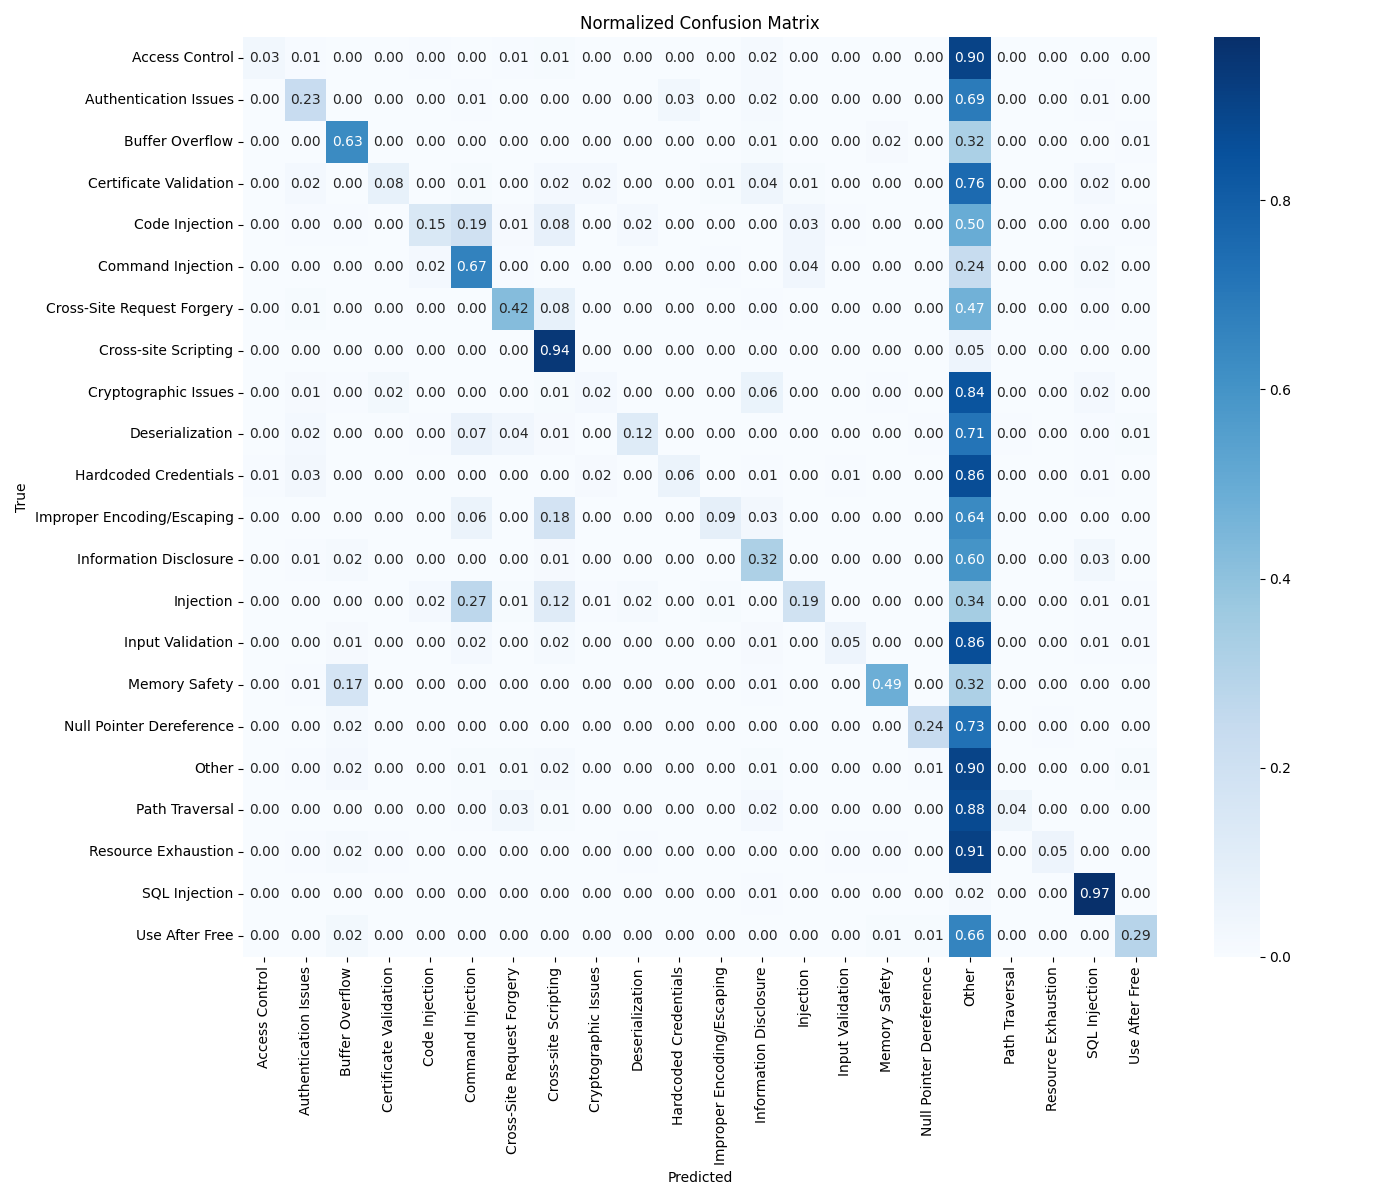 Normalized Confusion Matrix
Access Control 0.03 0.01 0.00 0.00 0.00 0.00 0.01 0.01 0.00 0.00 0.00 0.00 0.02 0.00 0.00 0.00 0.00 0.90 0.00 0.00 0.00 0.00
Authentication Issues 0.00 0.23 0.00 0.00 0.00 0.01 0.00 0.00 0.00 0.00 0.03 0.00 0.02 0.00 0.00 0.00 0.00 0.69 0.00 0.00 0.01 0.00
Buffer Overflow 0.00 0.00 0.63 0.00 0.00 0.00 0.00 0.00 0.00 0.00 0.00 0.00 0.01 0.00 0.00 0.02 0.00 0.32 0.00 0.00 0.00 0.01
Certificate Validation 0.00 0.02 0.00 0.08 0.00 0.01 0.00 0.02 0.02 0.00 0.00 0.01 0.04 0.01 0.00 0.00 0.00 0.76 0.00 0.00 0.02 0.00
Code Injection 0.00 0.00 0.00 0.00 0.15 0.19 0.01 0.08 0.00 0.02 0.00 0.00 0.00 0.03 0.00 0.00 0.00 0.50 0.00 0.00 0.00 0.00
Command Injection 0.00 0.00 0.00 0.00 0.02 0.67 0.00 0.00 0.00 0.00 0.00 0.00 0.00 0.04 0.00 0.00 0.00 0.24 0.00 0.00 0.02 0.00
Cross-Site Request Forgery 0.00 0.01 0.00 0.00 0.00 0.00 0.42 0.08 0.00 0.00 0.00 0.00 0.00 0.00 0.00 0.00 0.00 0.47 0.00 0.00 0.00 0.00
Cross-site Scripting 0.00 0.00 0.00 0.00 0.00 0.00 0.00 0.94 0.00 0.00 0.00 0.00 0.00 0.00 0.00 0.00 0.00 0.05 0.00 0.00 0.00 0.00
Cryptographic Issues 0.00 0.01 0.00 0.02 0.00 0.00 0.00 0.01 0.02 0.00 0.00 0.00 0.06 0.00 0.00 0.00 0.00 0.84 0.00 0.00 0.02 0.00
Deserialization 0.00 0.02 0.00 0.00 0.00 0.07 0.04 0.01 0.00 0.12 0.00 0.00 0.00 0.00 0.00 0.00 0.00 0.71 0.00 0.00 0.00 0.01
Hardcoded Credentials 0.01 0.03 0.00 0.00 0.00 0.00 0.00 0.00 0.02 0.00 0.06 0.00 0.01 0.00 0.01 0.00 0.00 0.86 0.00 0.00 0.01 0.00
Improper Encoding/Escaping 0.00 0.00 0.00 0.00 0.00 0.06 0.00 0.18 0.00 0.00 0.00 0.09 0.03 0.00 0.00 0.00 0.00 0.64 0.00 0.00 0.00 0.00
Information Disclosure 0.00 0.01 0.02 0.00 0.00 0.00 0.00 0.01 0.00 0.00 0.00 0.00 0.32 0.00 0.00 0.00 0.00 0.60 0.00 0.00 0.03 0.00
Injection 0.00 0.00 0.00 0.00 0.02 0.27 0.01 0.12 0.01 0.02 0.00 0.01 0.00 0.19 0.00 0.00 0.00 0.34 0.00 0.00 0.01 0.01
Input Validation 0.00 0.00 0.01 0.00 0.00 0.02 0.00 0.02 0.00 0.00 0.00 0.00 0.01 0.00 0.05 0.00 0.00 0.86 0.00 0.00 0.01 0.01
Memory Safety 0.00 0.01 0.17 0.00 0.00 0.00 0.00 0.00 0.00 0.00 0.00 0.00 0.01 0.00 0.00 0.49 0.00 0.32 0.00 0.00 0.00 0.00
Null Pointer Dereference 0.00 0.00 0.02 0.00 0.00 0.00 0.00 0.00 0.00 0.00 0.00 0.00 0.00 0.00 0.00 0.00 0.24 0.73 0.00 0.00 0.00 0.00
Other 0.00 0.00 0.02 0.00 0.00 0.01 0.01 0.02 0.00 0.00 0.00 0.00 0.01 0.00 0.00 0.00 0.01 0.90 0.00 0.00 0.00 0.01
Path Traversal 0.00 0.00 0.00 0.00 0.00 0.00 0.03 0.01 0.00 0.00 0.00 0.00 0.02 0.00 0.00 0.00 0.00 0.88 0.04 0.00 0.00 0.00
Resource Exhaustion 0.00 0.00 0.02 0.00 0.00 0.00 0.00 0.00 0.00 0.00 0.00 0.00 0.00 0.00 0.00 0.00 0.00 0.91 0.00 0.05 0.00 0.00
SQL Injection 0.00 0.00 0.00 0.00 0.00 0.00 0.00 0.00 0.00 0.00 0.00 0.00 0.01 0.00 0.00 0.00 0.00 0.02 0.00 0.00 0.97 0.00
Use After Free 0.00 0.00 0.02 0.00 0.00 0.00 0.00 0.00 0.00 0.00 0.00 0.00 0.00 0.00 0.00 0.01 0.01 0.66 0.00 0.00 0.00 0.29
True
Access Control
Authentication Issues
Buffer Overflow
Certificate Validation
Code Injection
Command Injection
Cross-Site Request Forgery
Cross-site Scripting
Cryptographic Issues
Deserialization
Hardcoded Credentials
Improper Encoding/Escaping
Information Disclosure
Injection
Input Validation
Memory Safety
Null Pointer Dereference
Other
Path Traversal
Resource Exhaustion
SQL Injection
Use After Free
Predicted
0.8
0.6
0.4
0.2
0.0